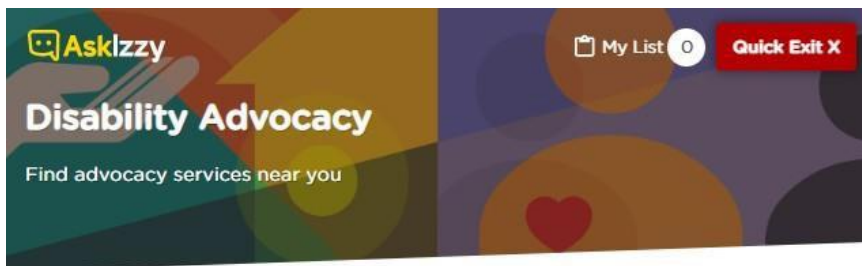 AskIzzy
My List 0 Quick Exit X
Disability Advocacy
Find advocacy services near you